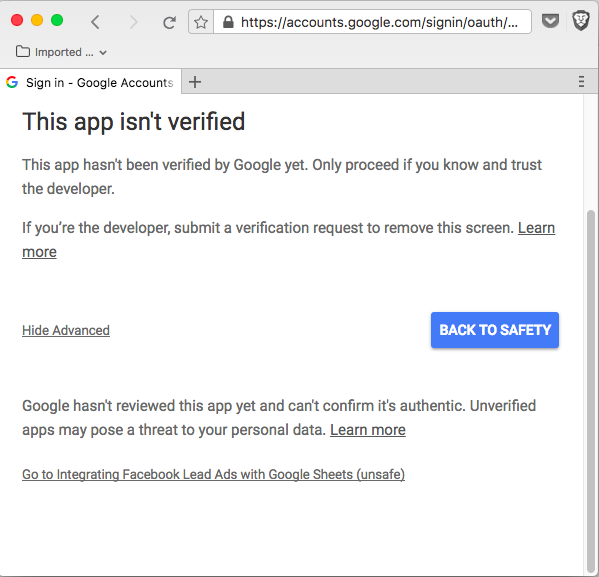 https://accounts.google.com/signin/oauth/...
Imported ...
Sign in - Google Accounts
This app isn't verified
This app hasn't been verified by Google yet. Only proceed if you know and trust
the developer.
If you’re the developer, submit a verification request to remove this screen. Learn
more
Hide Advanced
BACK TO SAFETY
Google hasn't reviewed this app yet and can't confirm it's authentic. Unverified
apps may pose a threat to your personal data. Learn more
Go to Integrating Facebook Lead Ads with Google Sheets (unsafe)